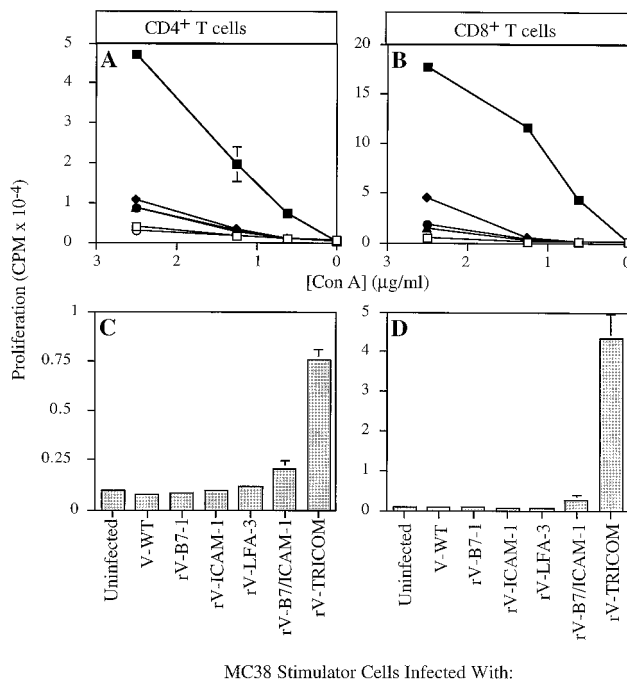 CD4+ T cells
CD8+ T cells
A
B
5
4
3
2
1
0
20
15
10
5
0
3 2 1 0
3 2 1 0
[Con A] (µg/ml)
Proliferation (CPM x 10-4)
C
D
1
0.75
0.5
0.25
0
5
4
3
2
1
0
Uninfected
V-WT
rV-B7-1
rV-ICAM-1
rV-LFA-3
rV-B7/ICAM-1
rV-TRICOM
Uninfected
V-WT
rV-B7-1
rV-ICAM-1
rV-LFA-3
rV-B7/ICAM-1
rV-TRICOM
MC38 Stimulator Cells Infected With: